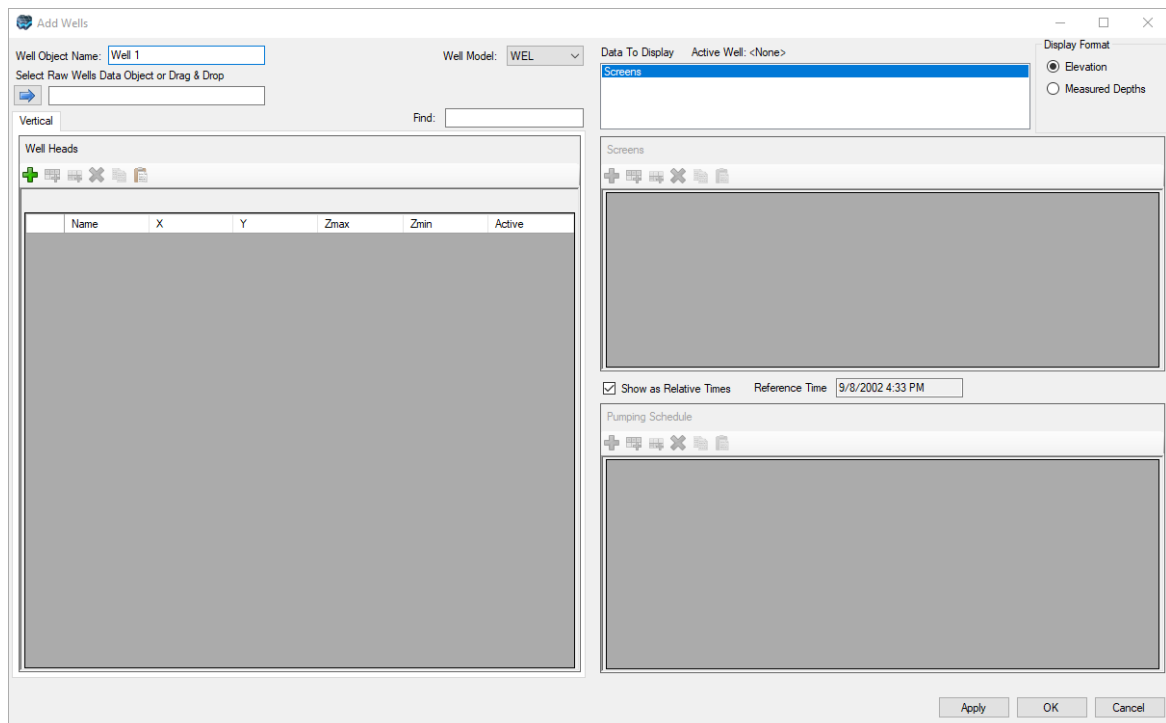 Add Wells
Well Object Name: Well 1
Well Model: WEL
Select Raw Wells Data Object or Drag & Drop
Vertical
Find:
Well Heads
Name X Y Zmax Zmin Active
Data To Display Active Well: <None>
Screens
Display Format
Elevation
Measured Depths
Screens
Show as Relative Times Reference Time 9/8/2002 4:33 PM
Pumping Schedule
Apply OK Cancel